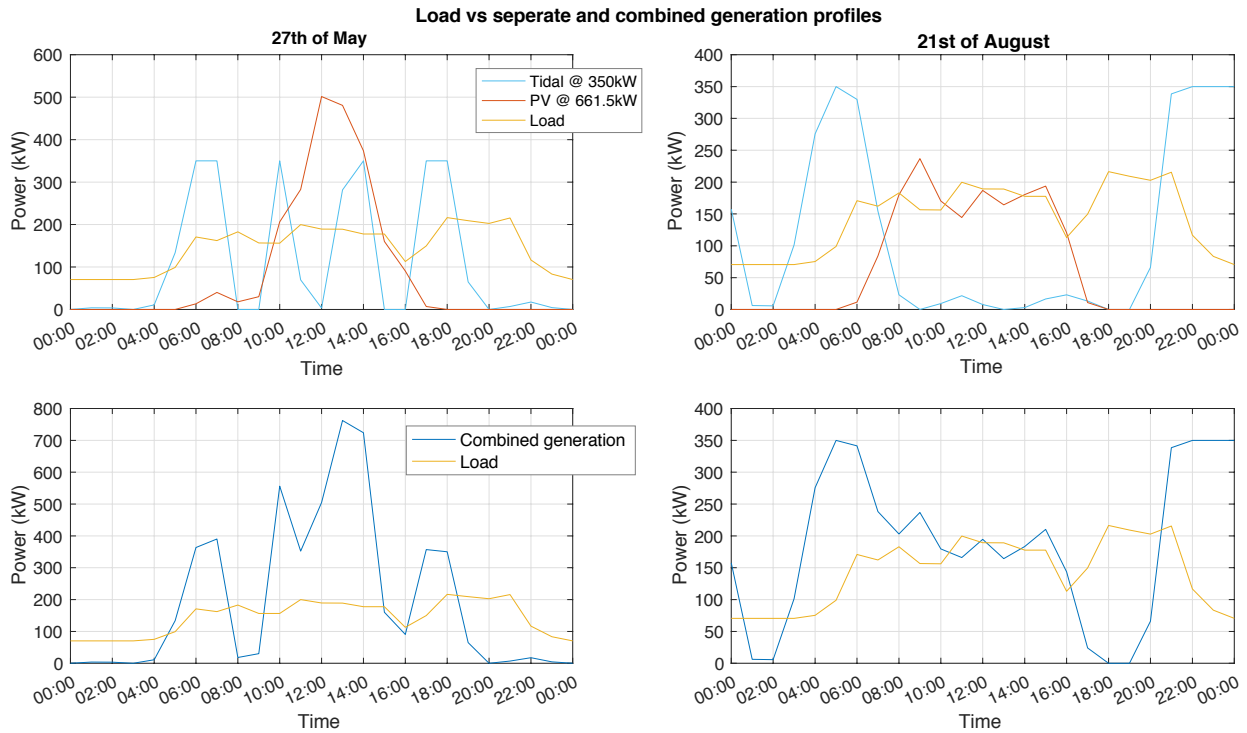 Load vs seperate and combined generation profiles
27th of May
600
500
400
300
200
100
0
Power (kW)
Tidal @ 350kW
PV @ 661.5kW
Load
00:00 02:00 04:00 06:00 08:00 10:00 12:00 14:00 16:00 18:00 20:00 22:00 00:00
Time
21st of August
400
350
300
250
200
150
100
50
0
Power (kW)
00:00 02:00 04:00 06:00 08:00 10:00 12:00 14:00 16:00 18:00 20:00 22:00 00:00
Time
800
700
600
500
400
300
200
100
0
Power (kW)
Combined generation
Load
00:00 02:00 04:00 06:00 08:00 10:00 12:00 14:00 16:00 18:00 20:00 22:00 00:00
Time
400
350
300
250
200
150
100
50
0
Power (kW)
00:00 02:00 04:00 06:00 08:00 10:00 12:00 14:00 16:00 18:00 20:00 22:00 00:00
Time